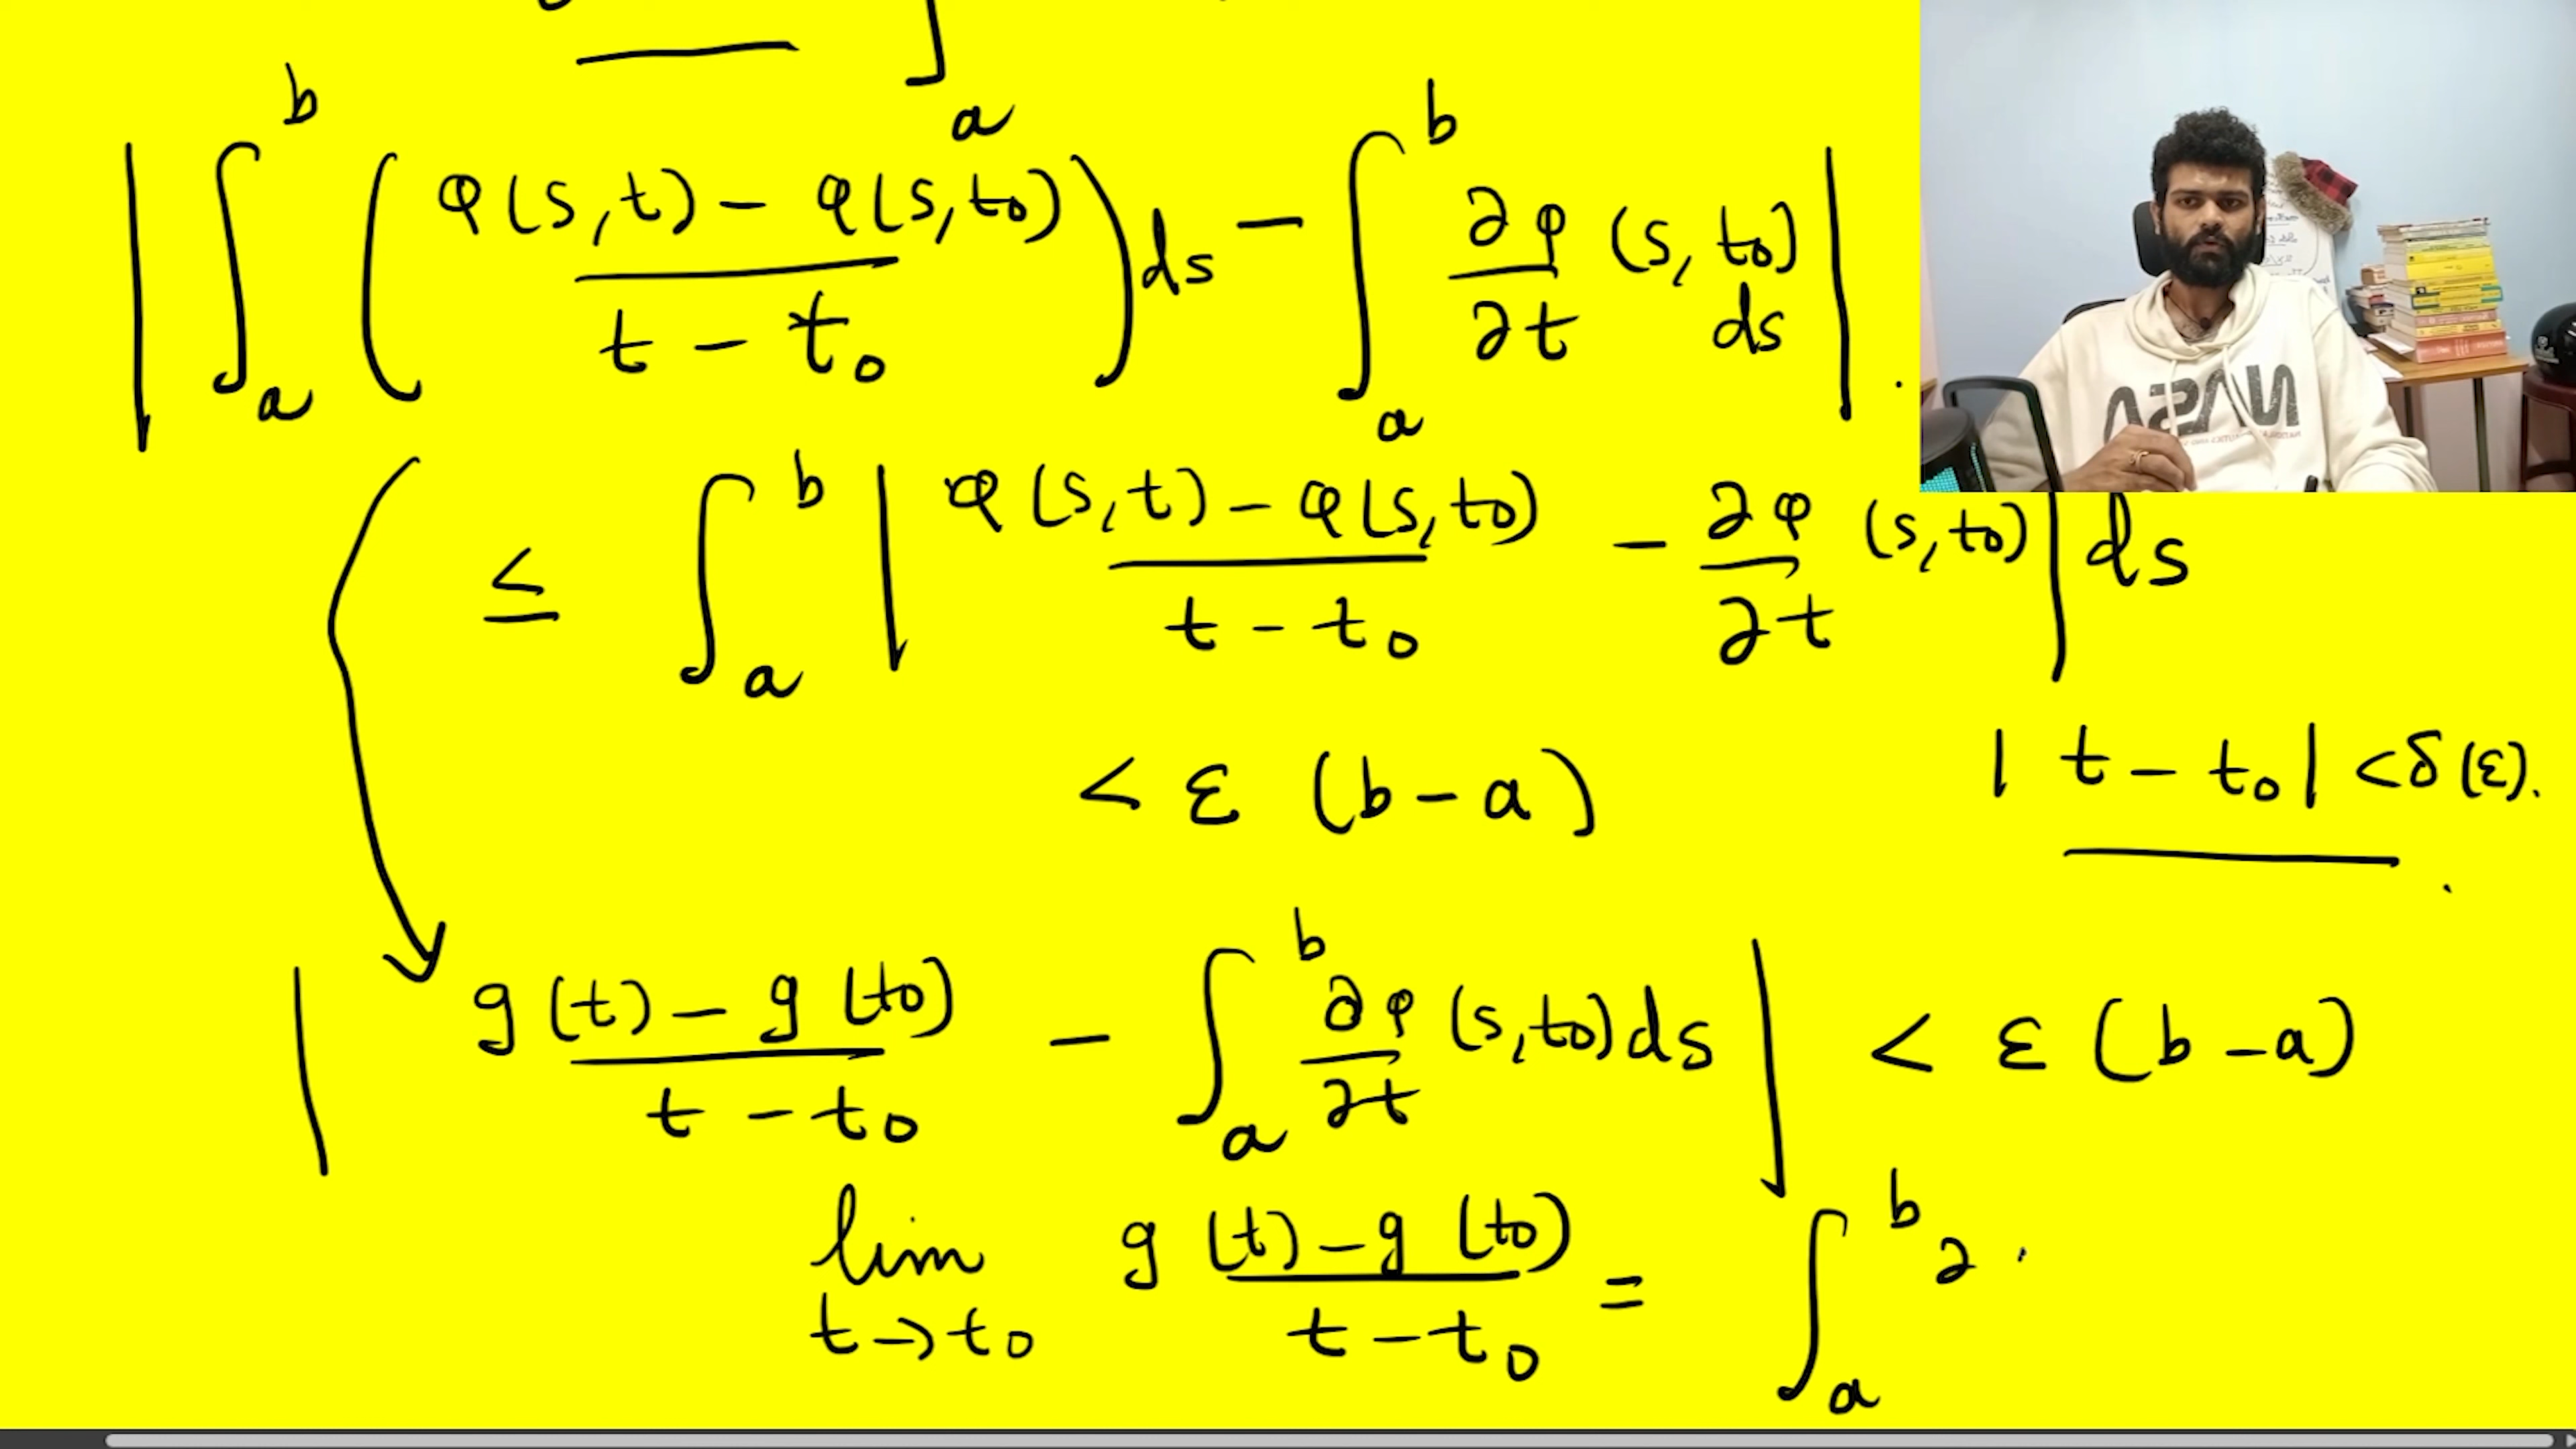 a
| ∫_a^b ( (φ(s,t) − φ(s,t₀)) / (t − t₀) ) ds − ∫_a^b ∂φ/∂t (s,t₀) ds | .
≤ ∫_a^b | (φ(s,t) − φ(s,t₀)) / (t − t₀) − ∂φ/∂t (s,t₀) | ds
< ε (b − a) | t − t₀ | < δ(ε).
| (g(t) − g(t₀)) / (t − t₀) − ∫_a^b ∂φ/∂t (s,t₀) ds | < ε (b − a)
lim_{t→t₀} (g(t) − g(t₀)) / (t − t₀) = ∫_a^b ∂
NASA